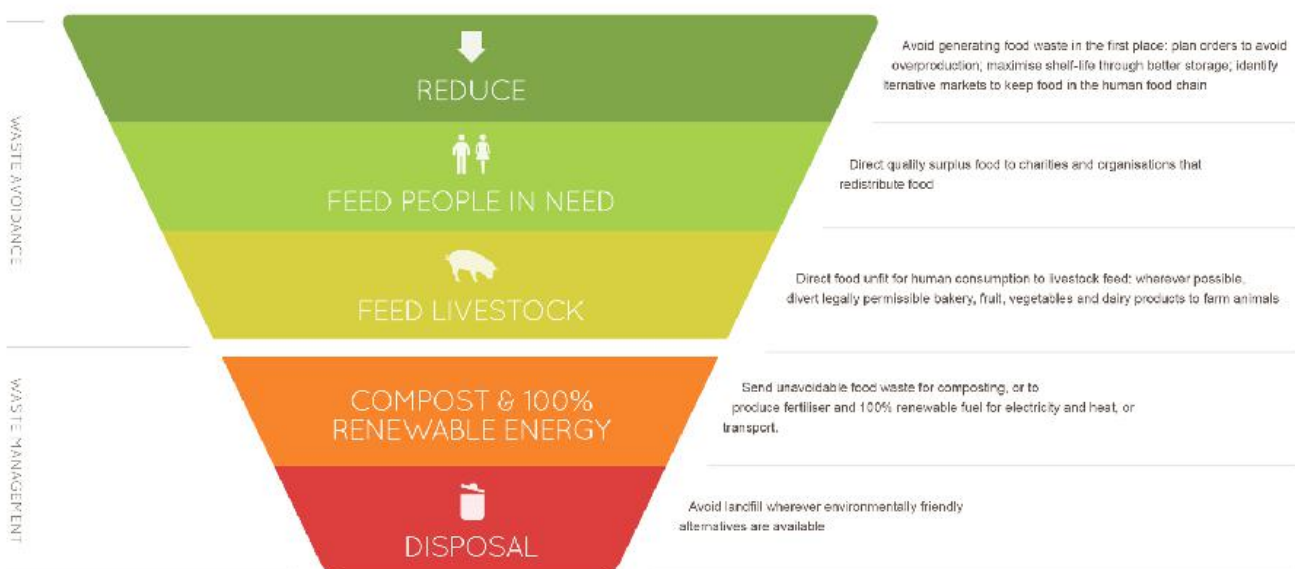 WASTE AVOIDANCE
REDUCE
Avoid generating food waste in the first place: plan orders to avoid
overproduction; maximise shelf-life through better storage; identify
lternative markets to keep food in the human food chain
FEED PEOPLE IN NEED
Direct quality surplus food to charities and organisations that
redistribute food
FEED LIVESTOCK
Direct food unfit for human consumption to livestock feed: wherever possible,
divert legally permissible bakery, fruit, vegetables and dairy products to farm animals
WASTE MANAGEMENT
COMPOST & 100%
RENEWABLE ENERGY
Send unavoidable food waste for composting, or to
produce fertiliser and 100% renewable fuel for electricity and heat, or
transport.
DISPOSAL
Avoid landfill wherever environmentally friendly
alternatives are available